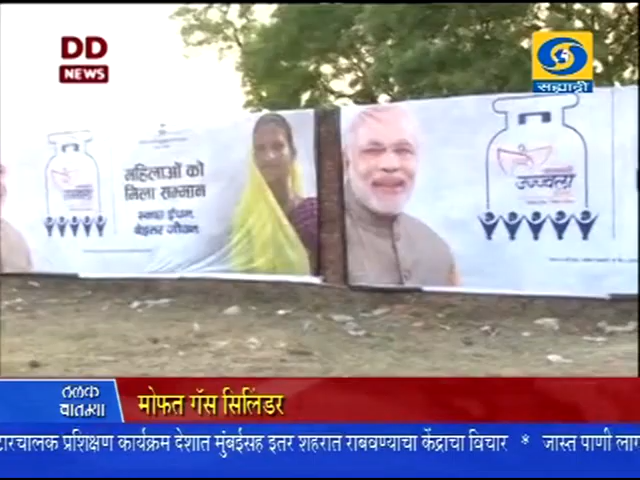 DD
NEWS
सह्याद्री
महिलाओं को
मिला सम्मान
स्वच्छ ईंधन,
बेहतर जीवन
उज्ज्वला
ठळक
बातम्या
मोफत गॅस सिलिंडर
टारचालक प्रशिक्षण कार्यक्रम देशात मुंबईसह इतर शहरात राबवण्याचा केंद्राचा विचार * जास्त पाणी लाग